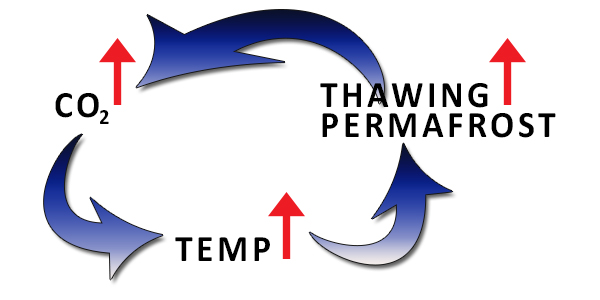 CO₂
THAWING
PERMAFROST
TEMP